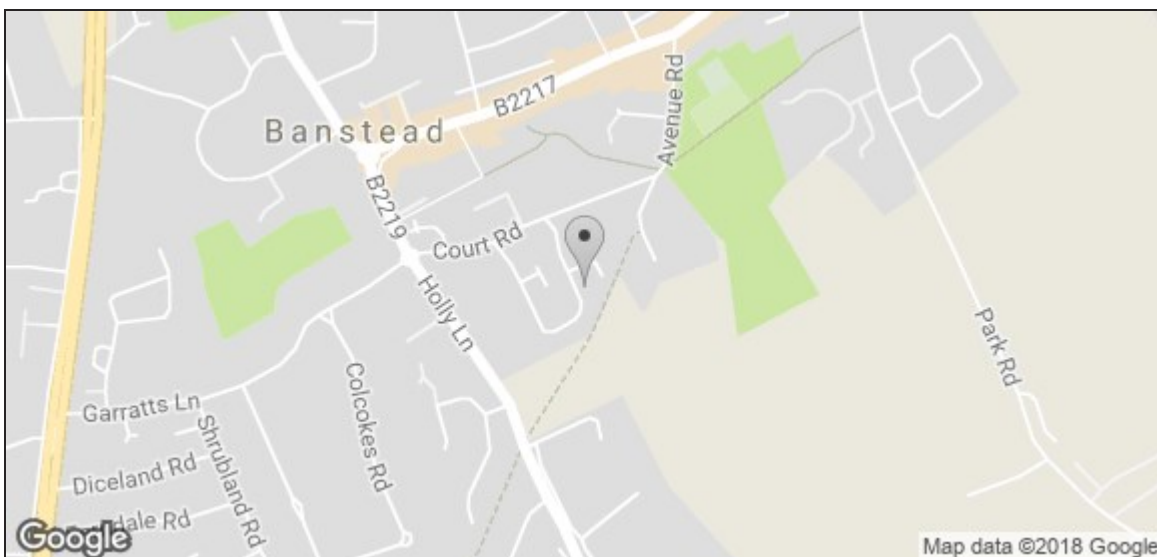 B2217
Avenue Rd
Banstead
B2219
Court Rd
Holly Ln
Park Rd
Colcokes Rd
Garratts Ln
Shrubland Rd
Diceland Rd
Rd
Google
Map data ©2018 Google